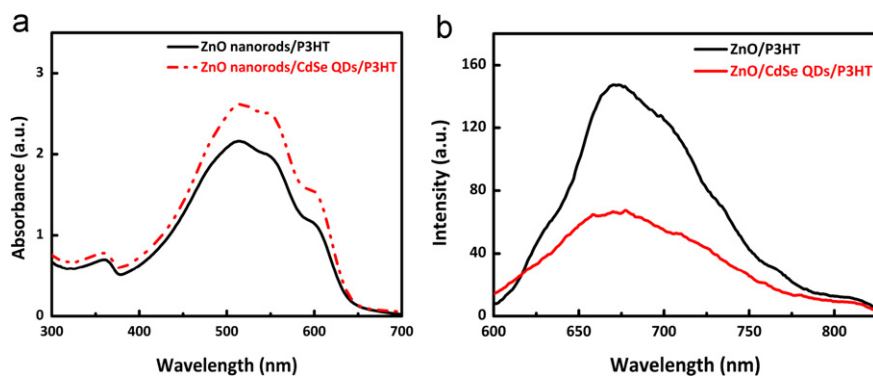 a
ZnO nanorods/P3HT
ZnO nanorods/CdSe QDs/P3HT
Absorbance (a.u.)
3
2
1
0
300 400 500 600 700
Wavelength (nm)
b
ZnO/P3HT
ZnO/CdSe QDs/P3HT
Intensity (a.u.)
160
120
80
40
0
600 650 700 750 800
Wavelength (nm)